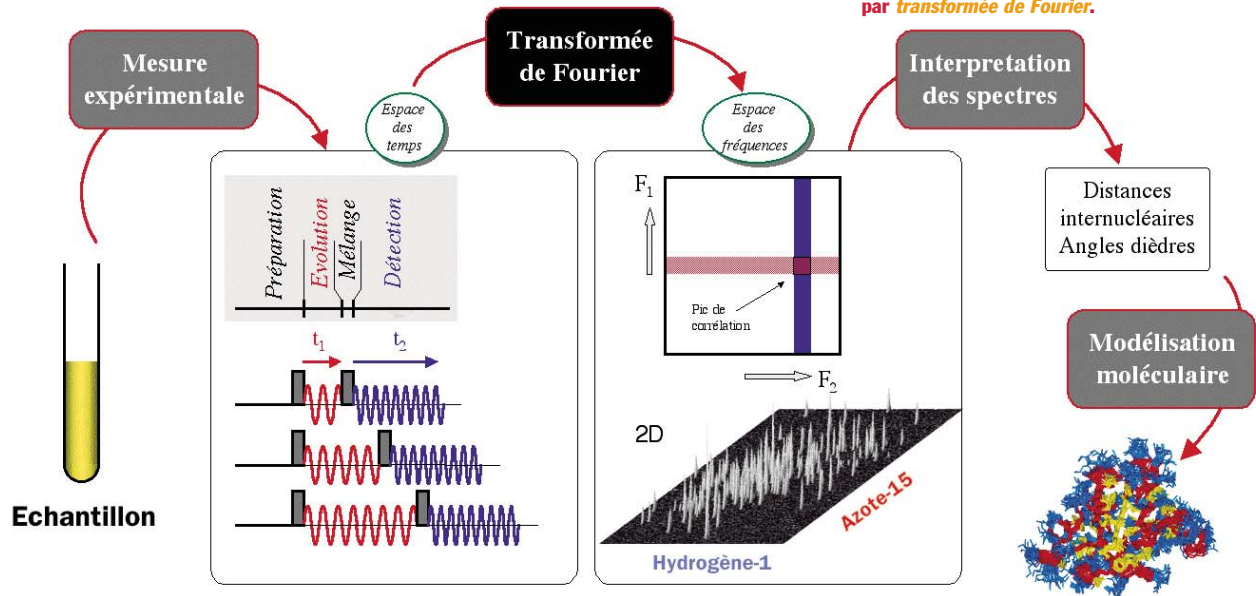 par transformée de Fourier.
Mesure
expérimentale
Transformée
de Fourier
Interpretation
des spectres
Espace
des
temps
Espace
des
fréquences
Préparation
Evolution
Mélange
Détection
t1
t2
F1
Pic de
corrélation
F2
2D
Azote-15
Hydrogène-1
Distances
internucléaires
Angles dièdres
Modélisation
moléculaire
Echantillon